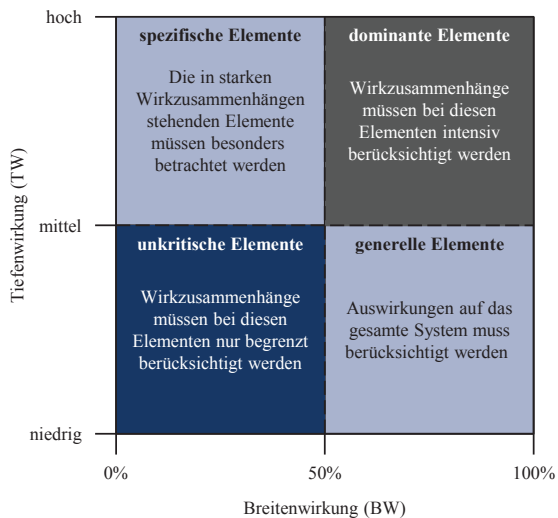 hoch
spezifische Elemente
Die in starken
Wirkzusammenhängen
stehenden Elemente
müssen besonders
betrachtet werden
dominante Elemente
Wirkzusammenhänge
müssen bei diesen
Elementen intensiv
berücksichtigt werden
Tiefenwirkung (TW)
mittel
unkritische Elemente
Wirkzusammenhänge
müssen bei diesen
Elementen nur begrenzt
berücksichtigt werden
generelle Elemente
Auswirkungen auf das
gesamte System muss
berücksichtigt werden
niedrig
0%
50%
100%
Breitenwirkung (BW)